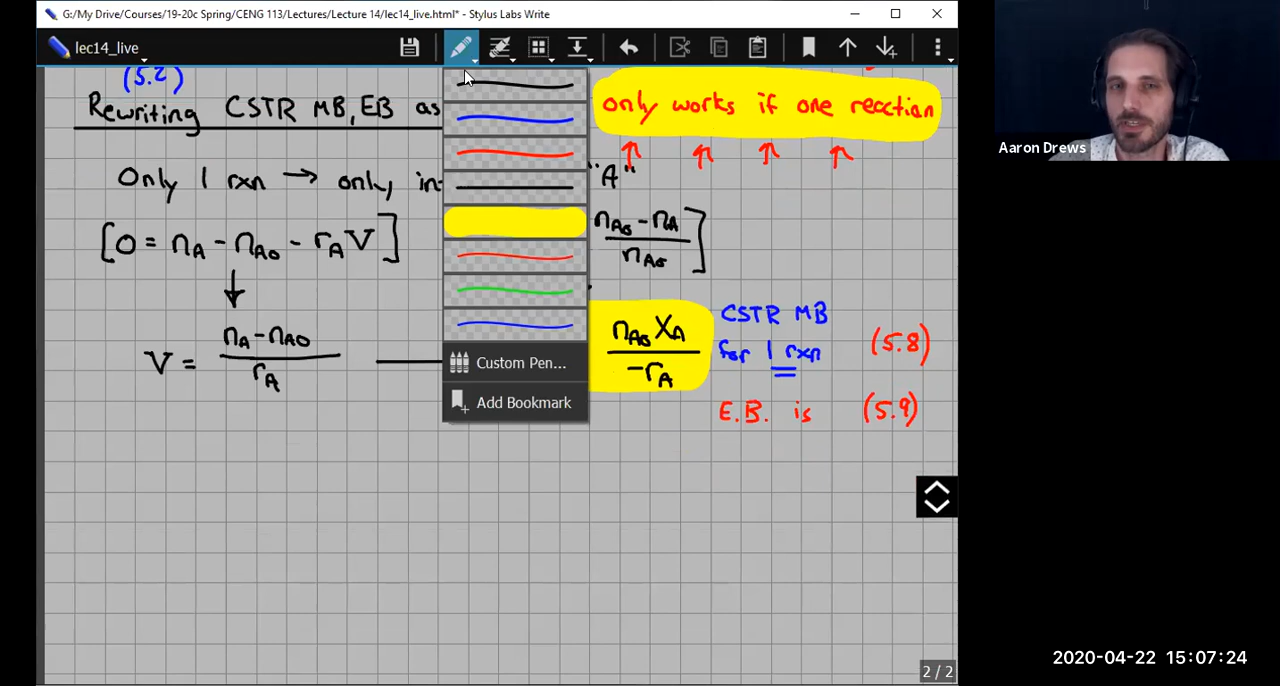 G:/My Drive/Courses/19-20c Spring/CENG 113/Lectures/Lecture 14/lec14_live.html* - Stylus Labs Write
lec14_live
(5.2)
Rewriting CSTR MB, EB as
only works if one reaction
Only 1 rxn → only in
"A"
[0 = nA - nA0 - rAV]
nA0 - nA
nA0 ]
↓
V = nA - nA0
rA
nA0 XA
-rA
CSTR MB
for 1 rxn
(5.8)
E.B. is (5.9)
Custom Pen...
Add Bookmark
2 / 2
Aaron Drews
2020-04-22 15:07:24